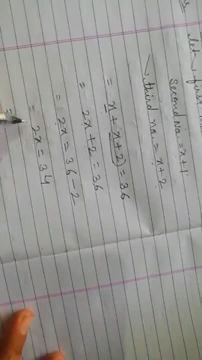 let first
Second no. = x+1
third no. = x+2
= x + x+2) = 36
= 2x+2 = 36
= 2x = 36-2
= 2x = 34